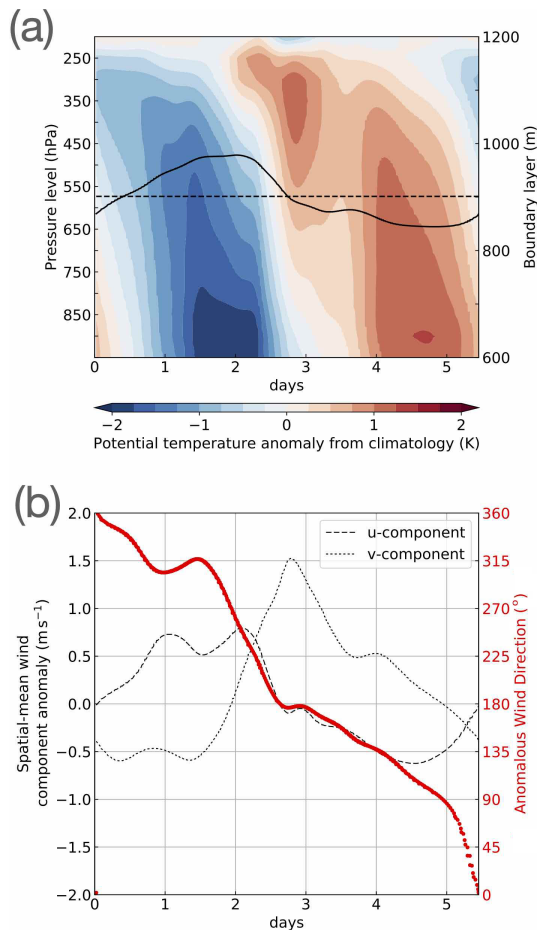 (a)
Pressure level (hPa)
250
350
450
550
650
750
850
1200
1000
800
600
Boundary layer (m)
0 1 2 3 4 5
days
−2 −1 0 1 2
Potential temperature anomaly from climatology (K)
(b)
Spatial-mean wind
component anomaly (m s−1)
2.0
1.5
1.0
0.5
0.0
−0.5
−1.0
−1.5
−2.0
u-component
v-component
360
315
270
225
180
135
90
45
0
Anomalous Wind Direction (°)
0 1 2 3 4 5
days